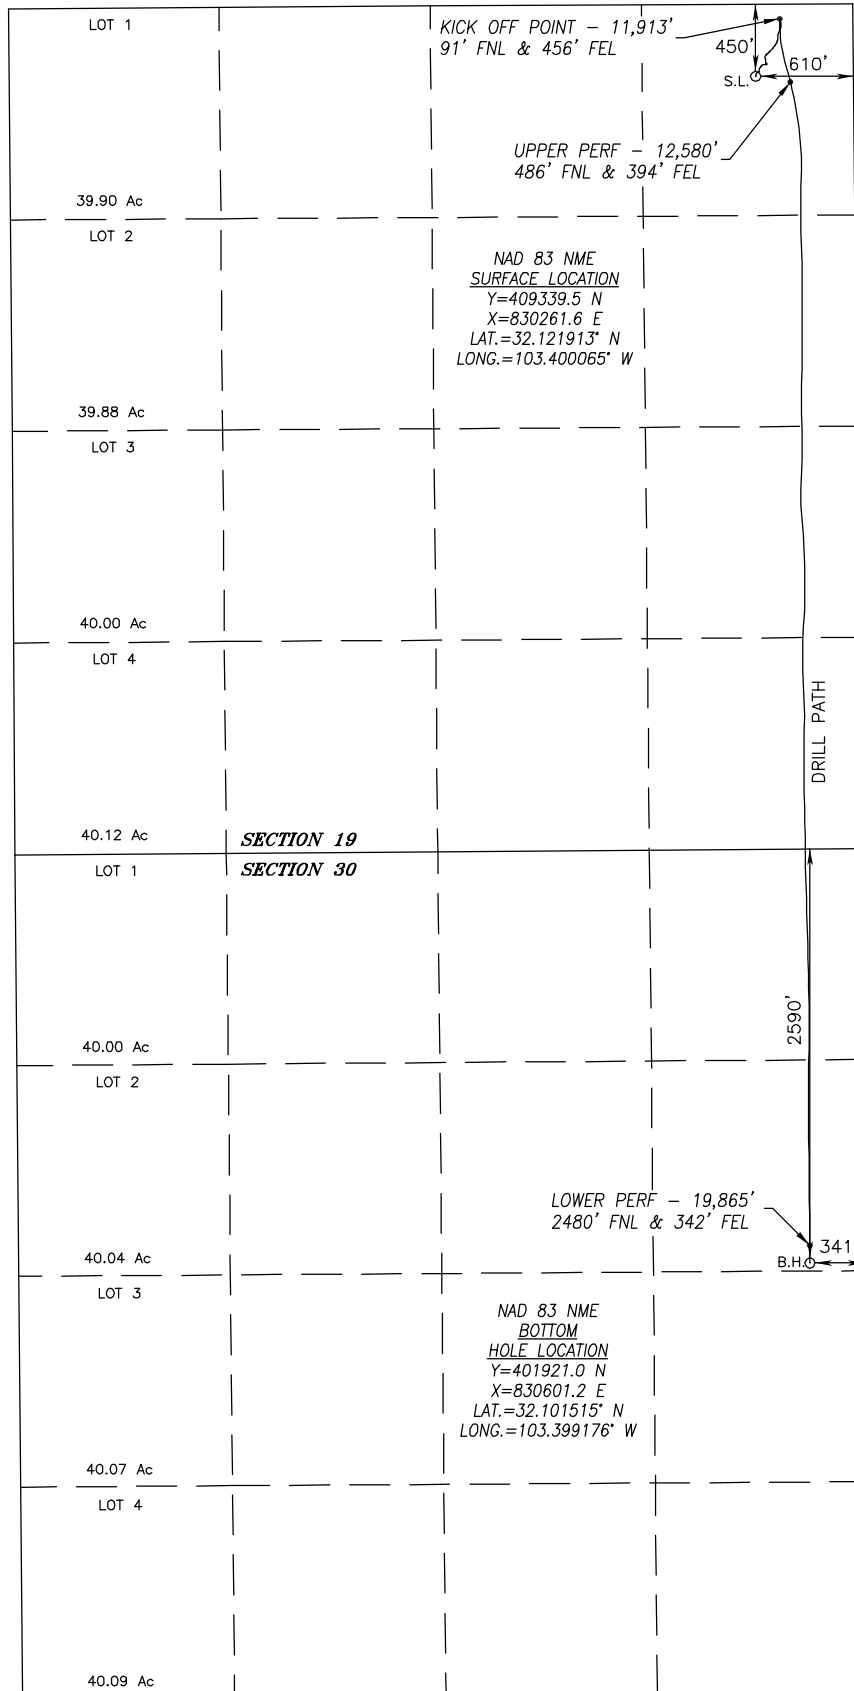 LOT 1
KICK OFF POINT - 11,913'
91' FNL & 456' FEL
450'
610'
S.L.
UPPER PERF - 12,580'
486' FNL & 394' FEL
39.90 Ac
LOT 2
NAD 83 NME
SURFACE LOCATION
Y=409339.5 N
X=830261.6 E
LAT.=32.121913° N
LONG.=103.400065° W
39.88 Ac
LOT 3
40.00 Ac
LOT 4
DRILL PATH
40.12 Ac
SECTION 19
LOT 1
SECTION 30
2590'
40.00 Ac
LOT 2
LOWER PERF - 19,865'
2480' FNL & 342' FEL
341
B.H.
40.04 Ac
LOT 3
NAD 83 NME
BOTTOM
HOLE LOCATION
Y=401921.0 N
X=830601.2 E
LAT.=32.101515° N
LONG.=103.399176° W
40.07 Ac
LOT 4
40.09 Ac